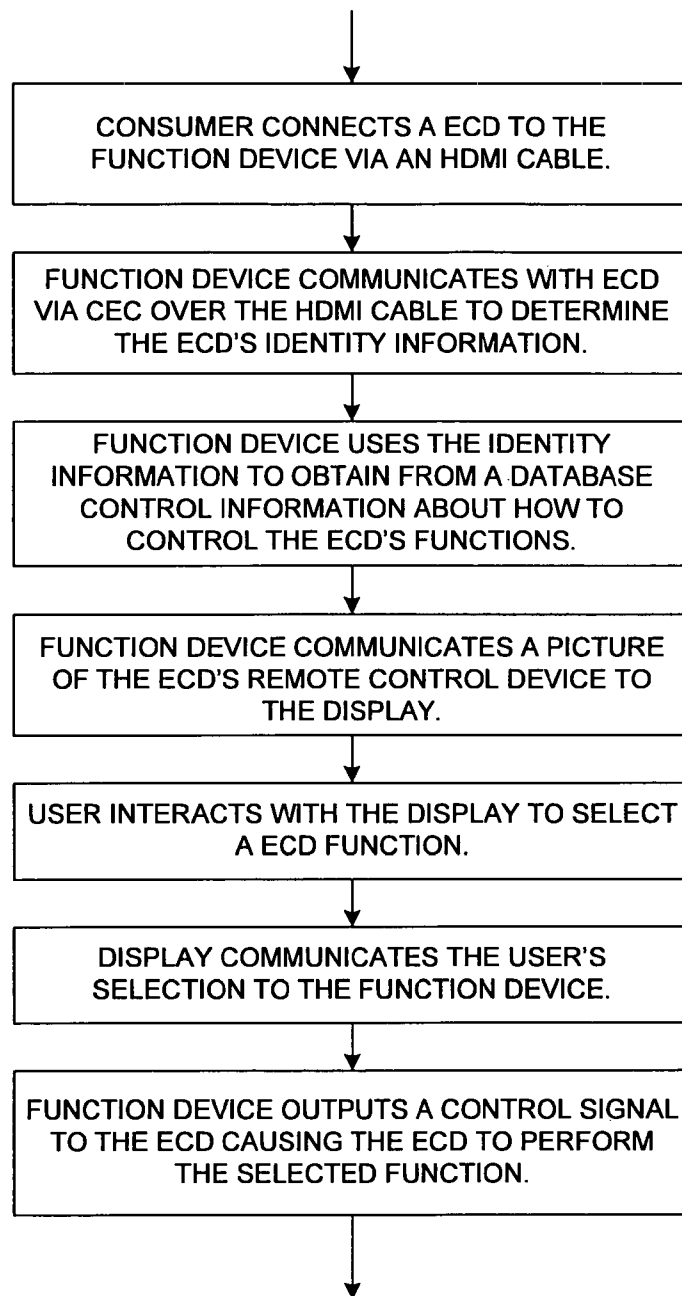 CONSUMER CONNECTS A ECD TO THE
FUNCTION DEVICE VIA AN HDMI CABLE.
FUNCTION DEVICE COMMUNICATES WITH ECD
VIA CEC OVER THE HDMI CABLE TO DETERMINE
THE ECD'S IDENTITY INFORMATION.
FUNCTION DEVICE USES THE IDENTITY
INFORMATION TO OBTAIN FROM A DATABASE
CONTROL INFORMATION ABOUT HOW TO
CONTROL THE ECD'S FUNCTIONS.
FUNCTION DEVICE COMMUNICATES A PICTURE
OF THE ECD'S REMOTE CONTROL DEVICE TO
THE DISPLAY.
USER INTERACTS WITH THE DISPLAY TO SELECT
A ECD FUNCTION.
DISPLAY COMMUNICATES THE USER'S
SELECTION TO THE FUNCTION DEVICE.
FUNCTION DEVICE OUTPUTS A CONTROL SIGNAL
TO THE ECD CAUSING THE ECD TO PERFORM
THE SELECTED FUNCTION.